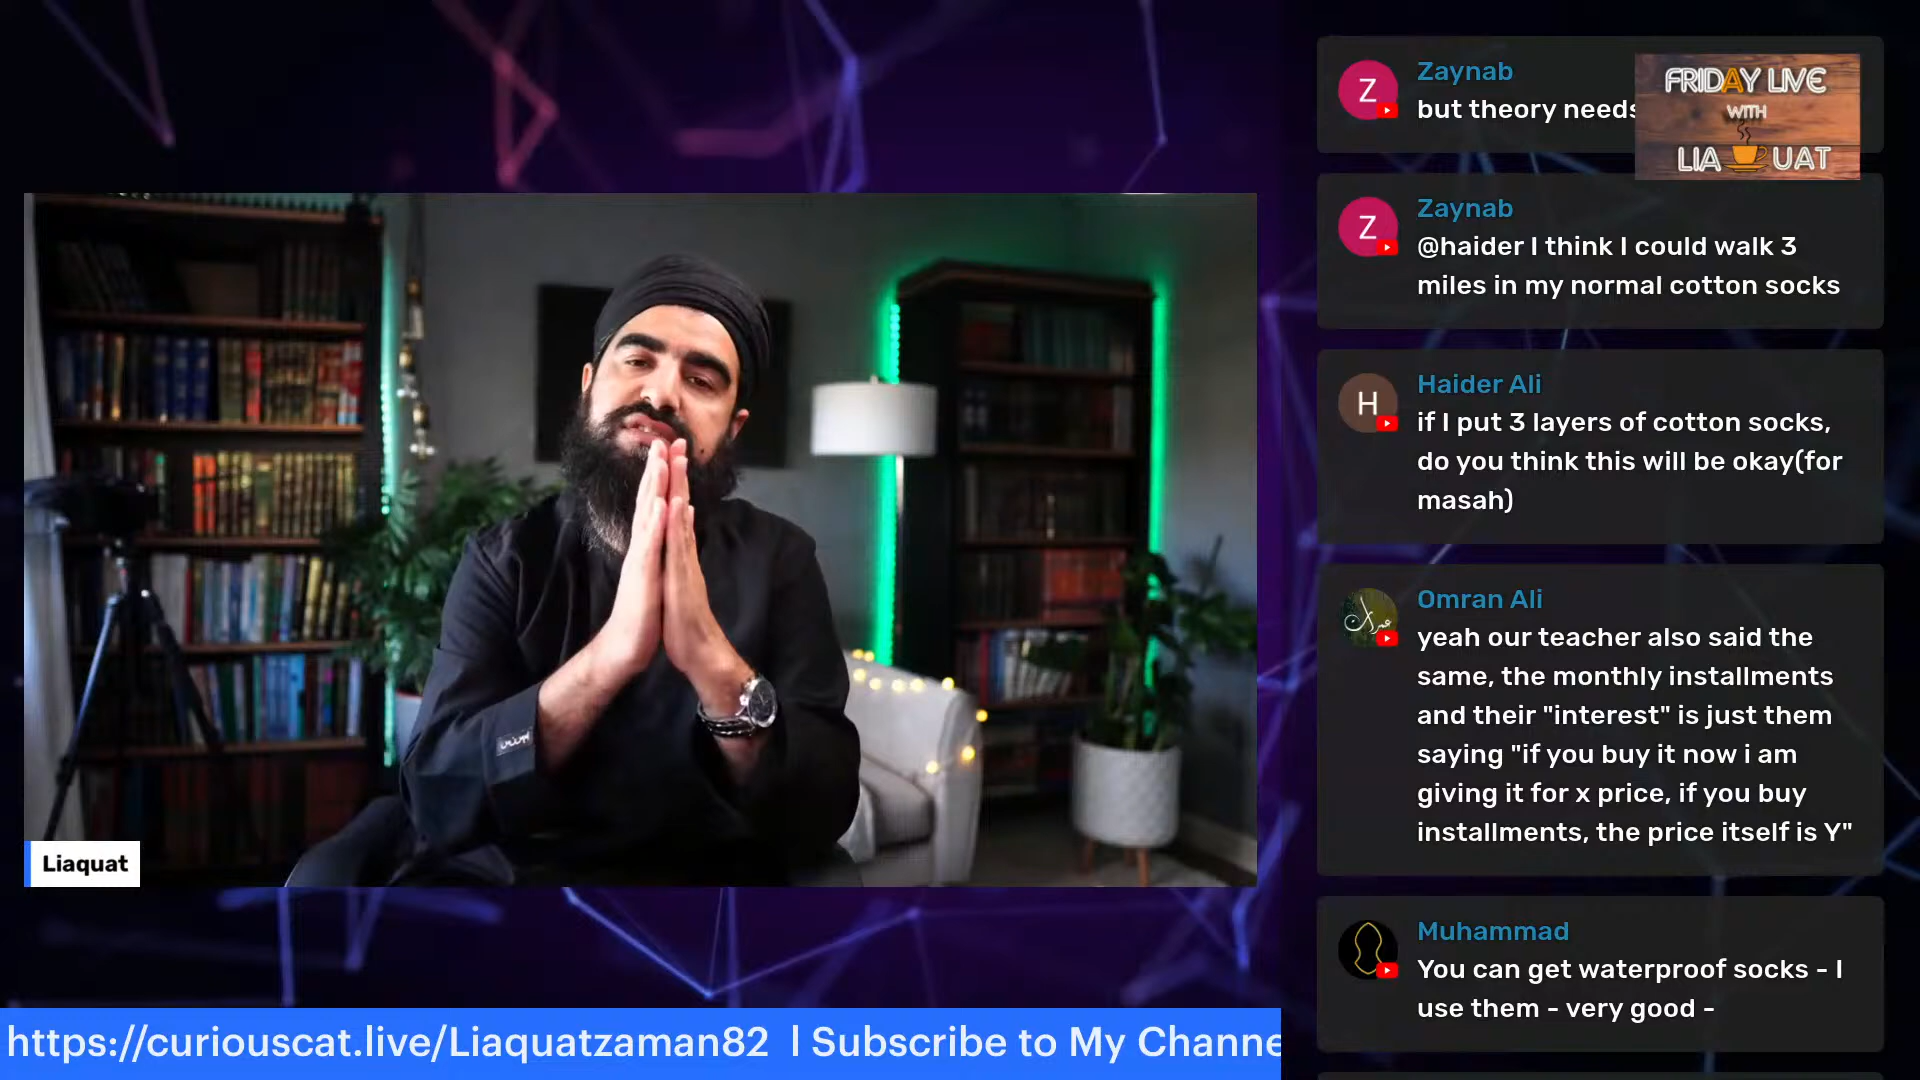 Zaynab
but theory needs
FRIDAY LIVE
WITH
LIA UAT
Zaynab
@haider I think I could walk 3
miles in my normal cotton socks
Haider Ali
if I put 3 layers of cotton socks,
do you think this will be okay(for
masah)
Omran Ali
yeah our teacher also said the
same, the monthly installments
and their "interest" is just them
saying "if you buy it now i am
giving it for x price, if you buy
installments, the price itself is Y"
Muhammad
You can get waterproof socks - I
use them - very good -
Liaquat
https://curiouscat.live/Liaquatzaman82 | Subscribe to My Channe